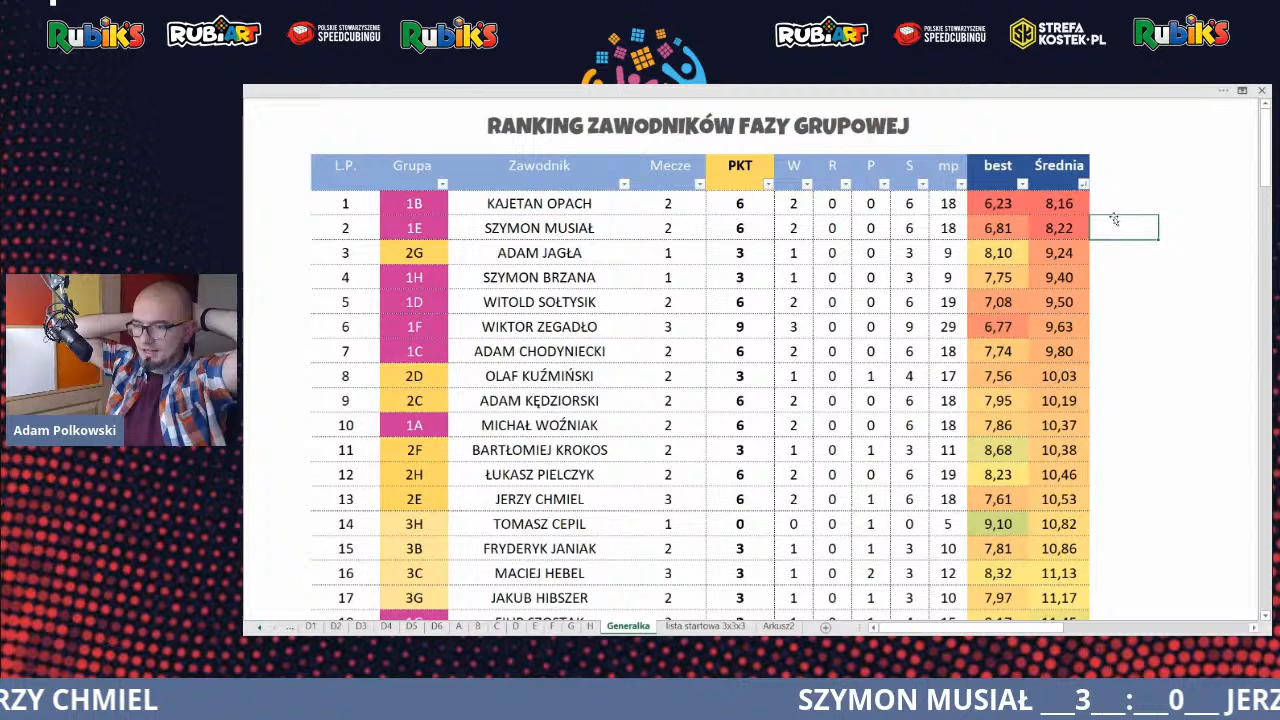 Rubik's RUBIART POLSKIE STOWARZYSZENIE SPEEDCUBINGU Rubik's RUBIART POLSKIE STOWARZYSZENIE SPEEDCUBINGU STREFA KOSTEK.PL Rubik's
RANKING ZAWODNIKÓW FAZY GRUPOWEJ
L.P. Grupa Zawodnik Mecze PKT W R P S mp best Średnia
1 1B KAJETAN OPACH 2 6 2 0 0 6 18 6,23 8,16
2 1E SZYMON MUSIAŁ 2 6 2 0 0 6 18 6,81 8,22
3 2G ADAM JAGŁA 1 3 1 0 0 3 9 8,10 9,24
4 1H SZYMON BRZANA 1 3 1 0 0 3 9 7,75 9,40
5 1D WITOLD SOŁTYSIK 2 6 2 0 0 6 19 7,08 9,50
6 1F WIKTOR ZEGADŁO 3 9 3 0 0 9 29 6,77 9,63
7 1C ADAM CHODYNIECKI 2 6 2 0 0 6 18 7,74 9,80
8 2D OLAF KUŹMIŃSKI 2 3 1 0 1 4 17 7,56 10,03
9 2C ADAM KĘDZIORSKI 2 6 2 0 0 6 18 7,95 10,19
10 1A MICHAŁ WOŹNIAK 2 6 2 0 0 6 18 7,86 10,37
11 2F BARTŁOMIEJ KROKOS 2 3 1 0 1 3 11 8,68 10,38
12 2H ŁUKASZ PIELCZYK 2 6 2 0 0 6 19 8,23 10,46
13 2E JERZY CHMIEL 3 6 2 0 1 6 18 7,61 10,53
14 3H TOMASZ CEPIL 1 0 0 0 1 0 5 9,10 10,82
15 3B FRYDERYK JANIAK 2 3 1 0 1 3 10 7,81 10,86
16 3C MACIEJ HEBEL 3 3 1 0 2 3 12 8,32 11,13
17 3G JAKUB HIBSZER 2 3 1 0 1 3 10 7,97 11,17
Adam Polkowski
... D1 D2 D3 D4 D5 D6 A B C D E F G H Generalka lista startowa 3x3x3 Arkusz2
RZY CHMIEL SZYMON MUSIAŁ __3__:__0__ JERZ